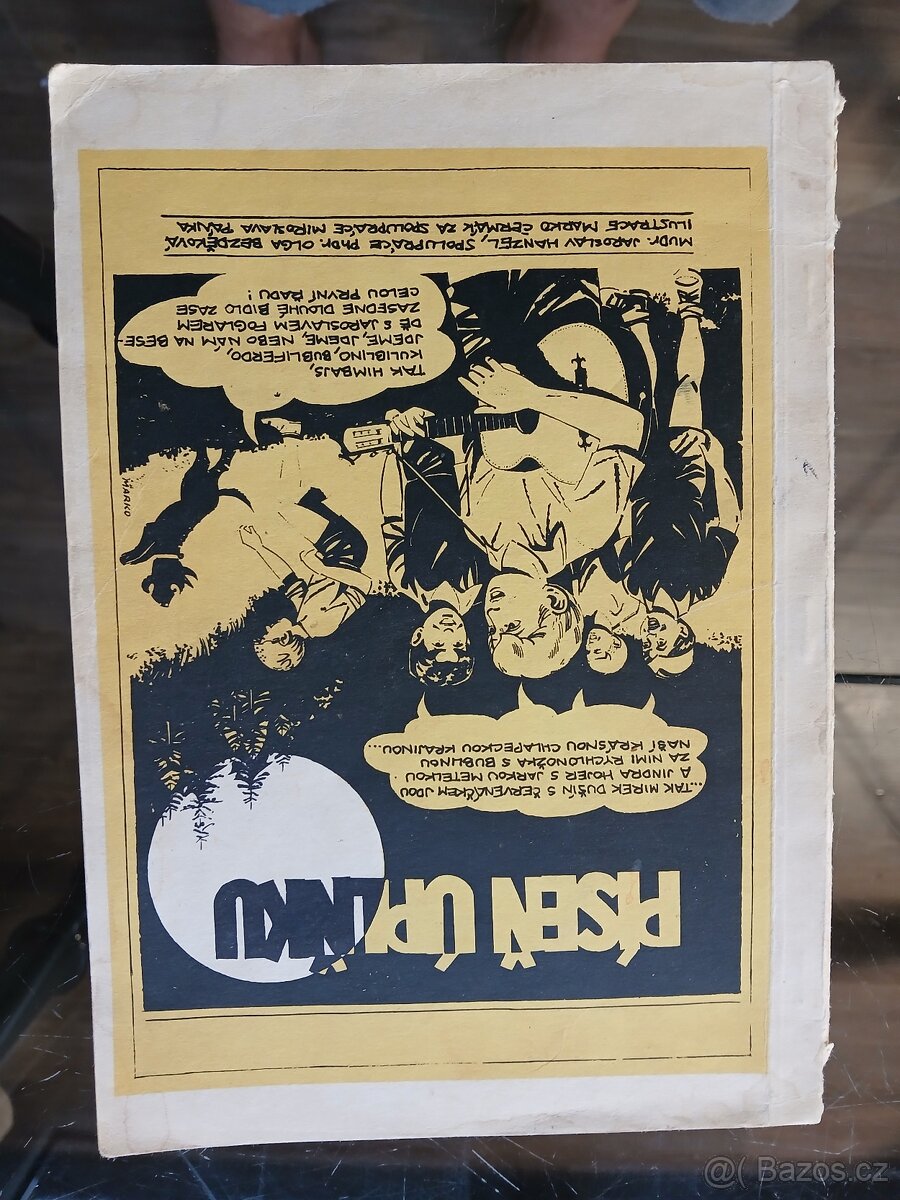 PÍSEŇ ÚPLŇKU
...TAK MIREK DUŠÍN S ČERVENÁČKEM JDOU
A JINDRA HOJER S JARKOU METELKOU
ZA NIMI RYCHLONOŽKA S BUBLINOU
NAŠÍ KRÁSNOU CHLAPECKOU KRAJINOU...
MARKO
TAK HIMBAJS,
KULIBLINO, BUBLIFERDO,
JDEME, JDEME, NEBO NÁM NA BESE-
DĚ S JAROSLAVEM FOGLAREM
ZASEDNE DLOUHÉ BIDLO ZASE
CELOU PRVNÍ ŘADU!
MUDr. JAROSLAV HANZEL, SPOLUPRÁCE PhDr. OLGA BEZDĚKOVÁ
ILUSTRACE MARKO ČERMÁK ZA SPOLUPRÁCE MIROSLAVA PAŇKA
@( Bazos.cz